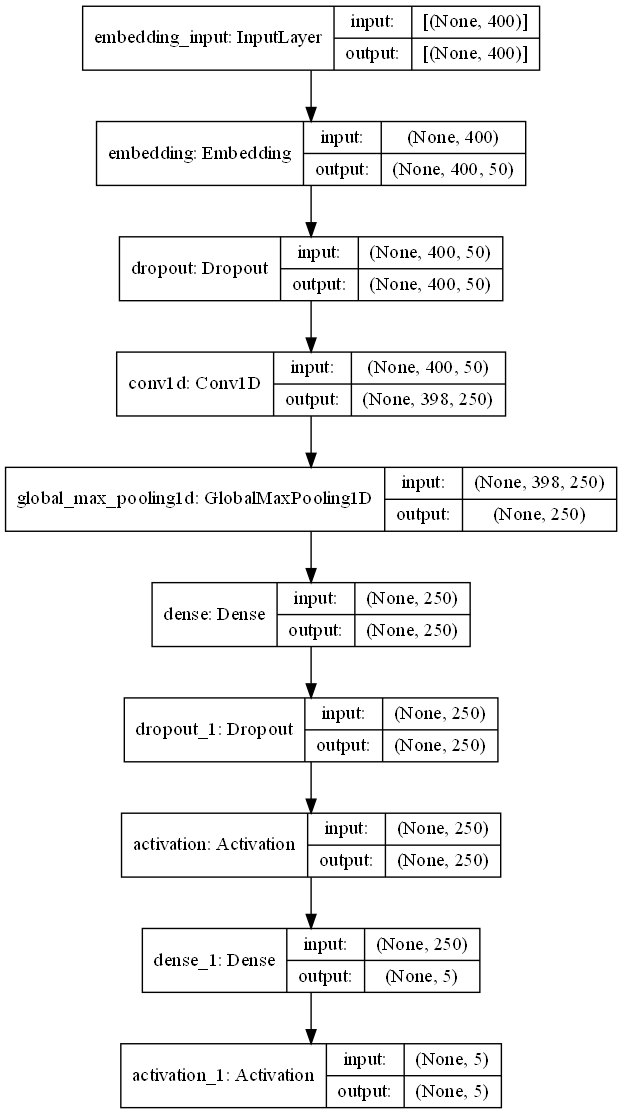 embedding_input: InputLayer
input: [(None, 400)]
output: [(None, 400)]
embedding: Embedding
input: (None, 400)
output: (None, 400, 50)
dropout: Dropout
input: (None, 400, 50)
output: (None, 400, 50)
conv1d: Conv1D
input: (None, 400, 50)
output: (None, 398, 250)
global_max_pooling1d: GlobalMaxPooling1D
input: (None, 398, 250)
output: (None, 250)
dense: Dense
input: (None, 250)
output: (None, 250)
dropout_1: Dropout
input: (None, 250)
output: (None, 250)
activation: Activation
input: (None, 250)
output: (None, 250)
dense_1: Dense
input: (None, 250)
output: (None, 5)
activation_1: Activation
input: (None, 5)
output: (None, 5)